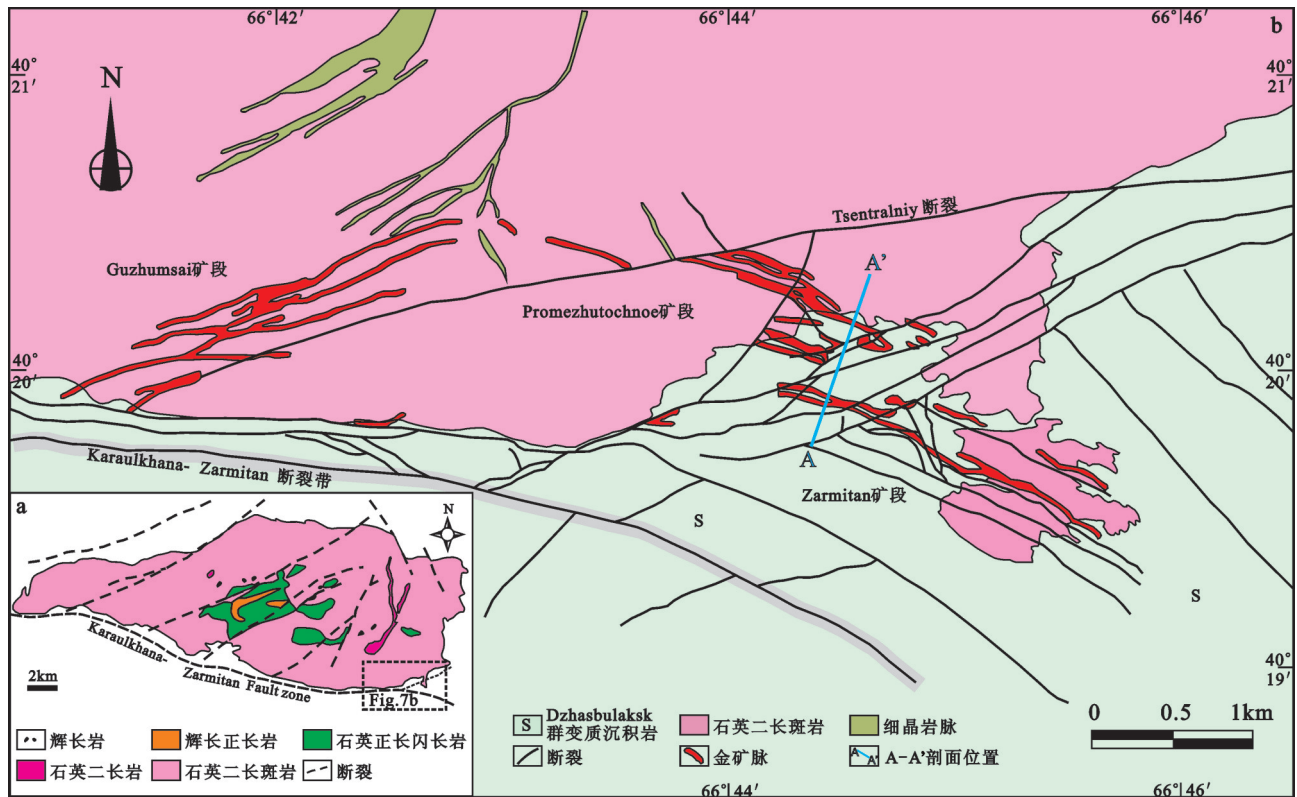 66°42′
66°44′
66°46′
b
40°
21′
40°
21′
N
Tsentralniy 断裂
Guzhumsai矿段
A'
Promezhutochnoe矿段
40°
20′
40°
20′
Karaulkhana- Zarmitan 断裂带
A
Zarmitan矿段
S
S
40°
19′
a
N
Karaulkhana-
Zarmitan Fault zone
2km
Fig.7b
辉长岩
辉长正长岩
石英正长闪长岩
石英二长岩
石英二长斑岩
断裂
0 0.5 1km
S Dzhasbulaksk
群变质沉积岩
石英二长斑岩
细晶岩脉
断裂
金矿脉
A A' A-A'剖面位置
66°44′
66°46′